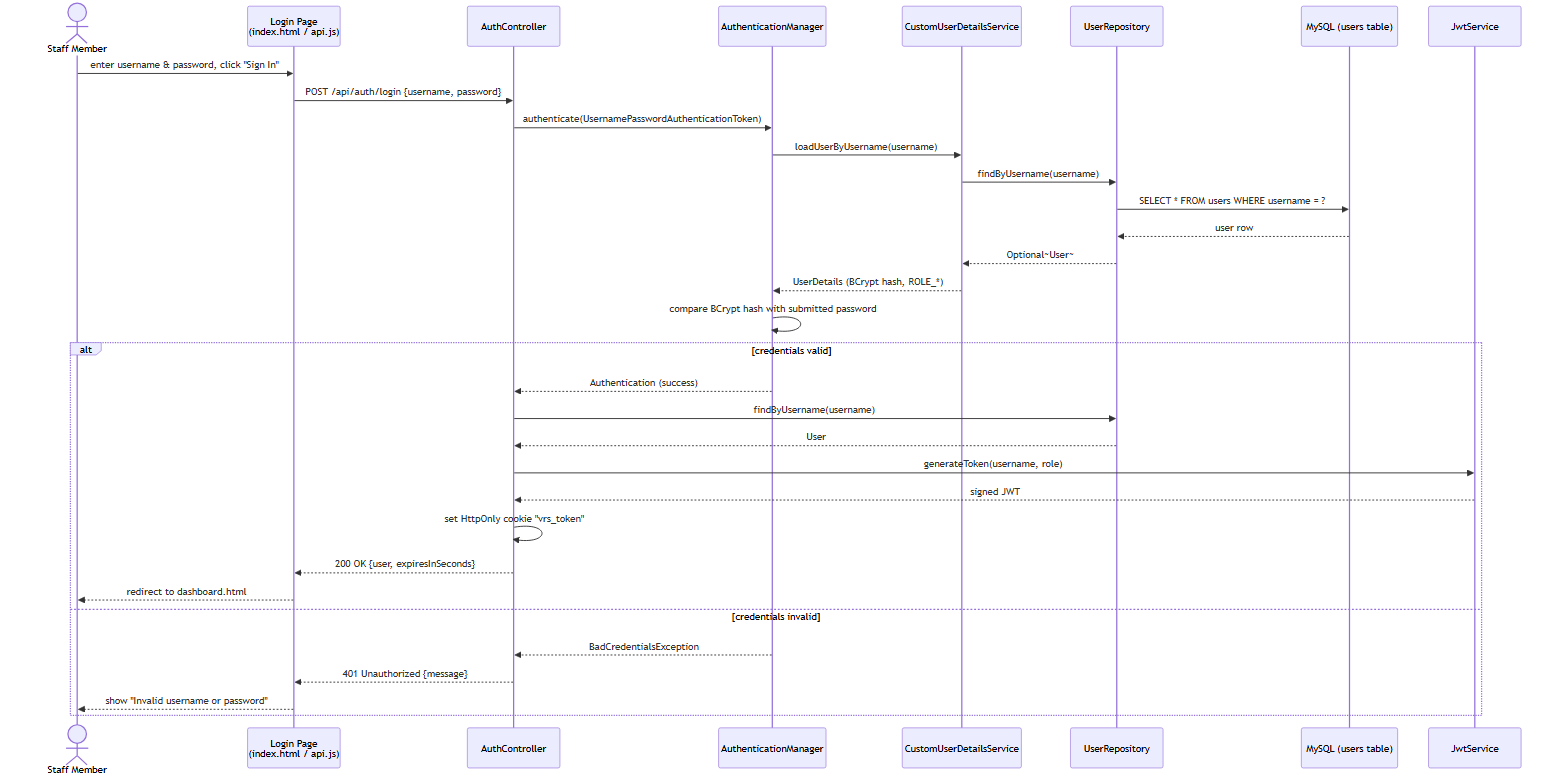 Staff Member
Login Page
(index.html / api.js)
AuthController
AuthenticationManager
CustomUserDetailsService
UserRepository
MySQL (users table)
JwtService
enter username & password, click "Sign In"
POST /api/auth/login {username, password}
authenticate(UsernamePasswordAuthenticationToken)
loadUserByUsername(username)
findByUsername(username)
SELECT * FROM users WHERE username = ?
user row
Optional~User~
UserDetails (BCrypt hash, ROLE_*)
compare BCrypt hash with submitted password
alt
[credentials valid]
Authentication (success)
findByUsername(username)
User
generateToken(username, role)
signed JWT
set HttpOnly cookie "vrs_token"
200 OK {user, expiresInSeconds}
redirect to dashboard.html
[credentials invalid]
BadCredentialsException
401 Unauthorized {message}
show "Invalid username or password"
Staff Member
Login Page
(index.html / api.js)
AuthController
AuthenticationManager
CustomUserDetailsService
UserRepository
MySQL (users table)
JwtService